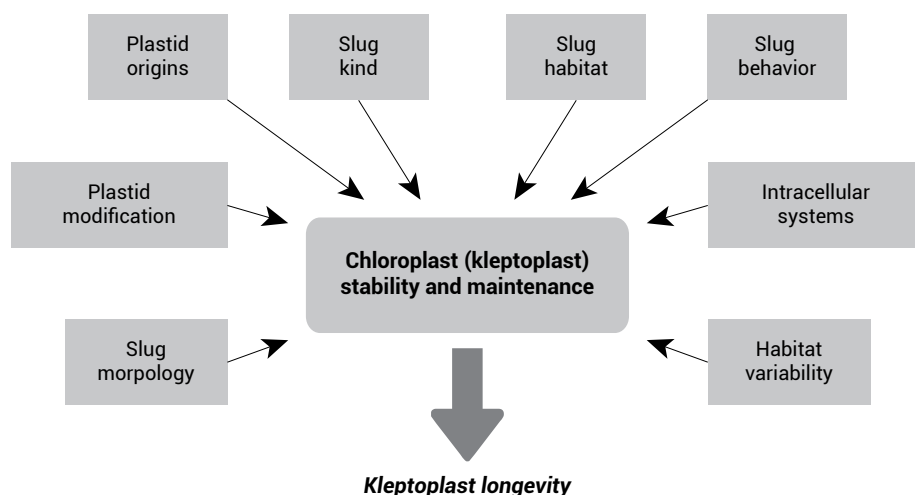 Plastid
origins
Slug
kind
Slug
habitat
Slug
behavior
Plastid
modification
Intracellular
systems
Chloroplast (kleptoplast)
stability and maintenance
Slug
morpology
Habitat
variability
Kleptoplast longevity